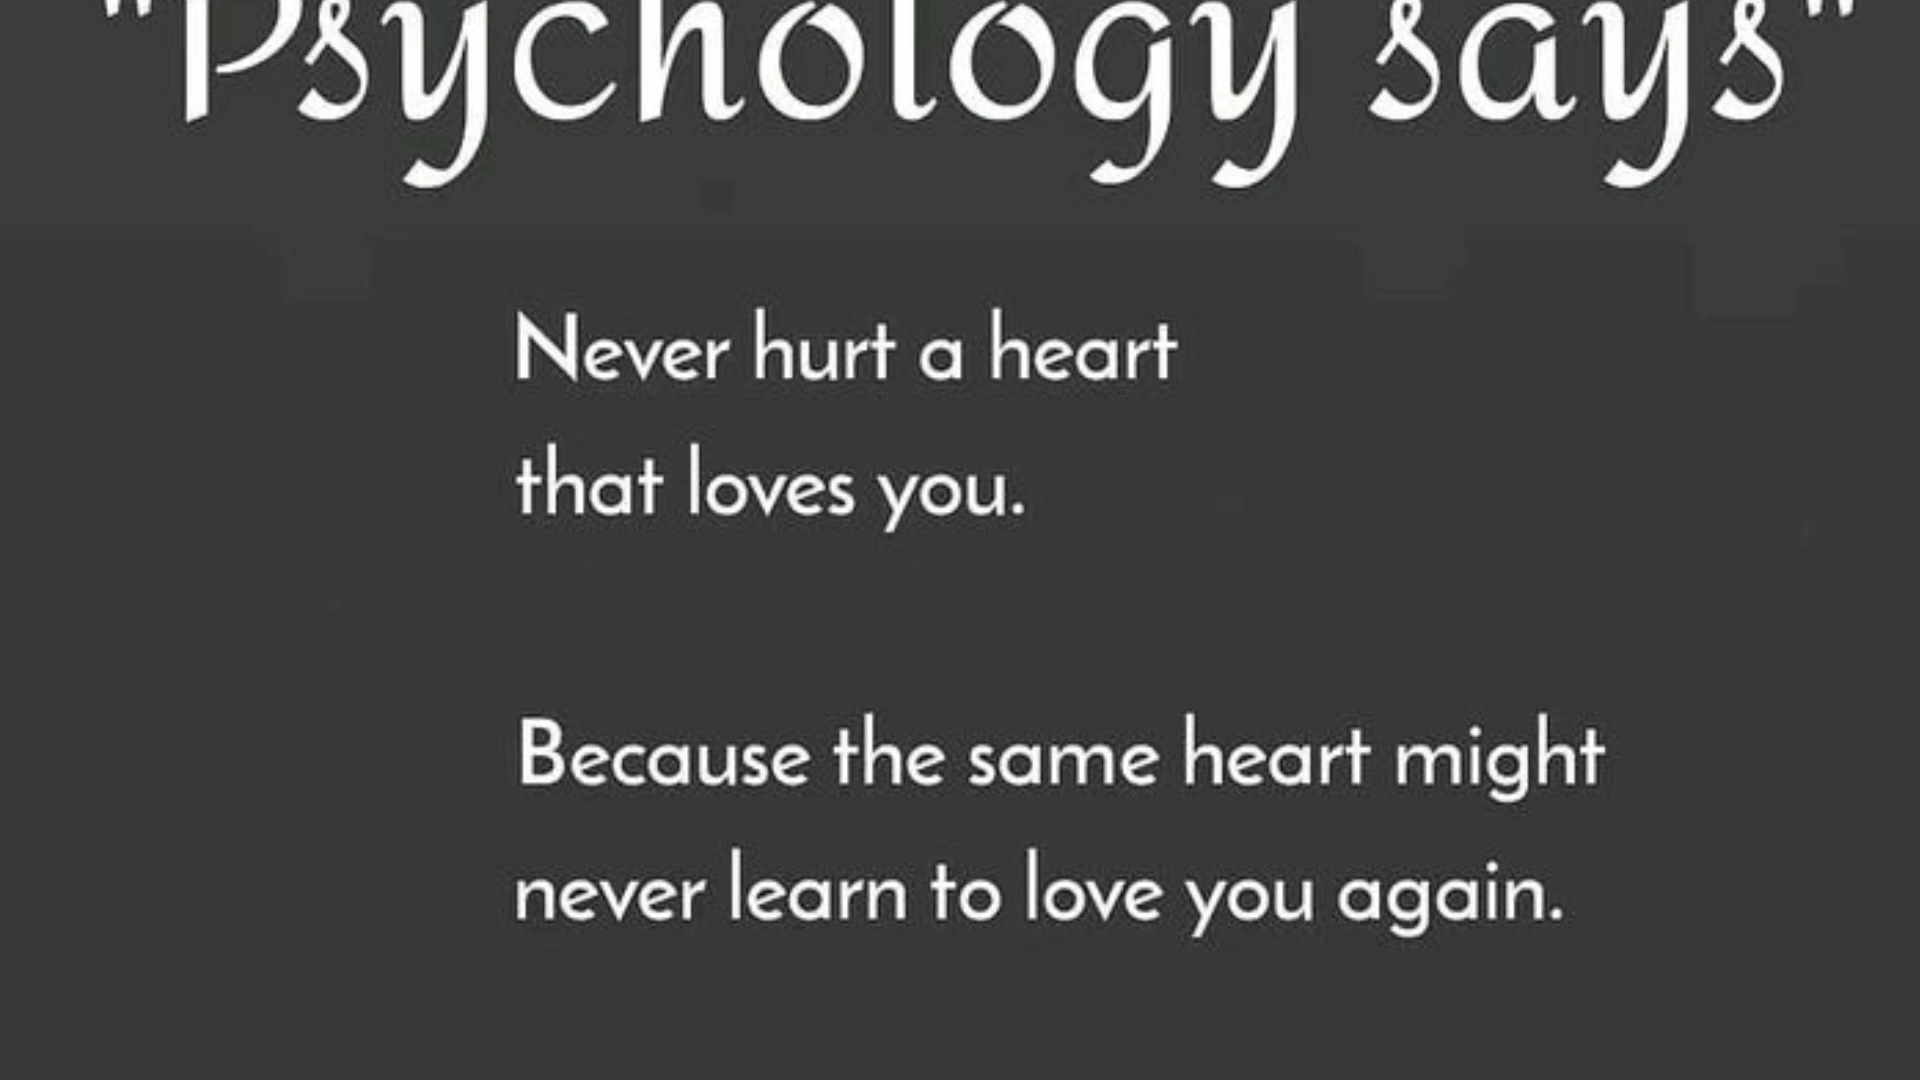 "Psychology says"
Never hurt a heart
that loves you.
Because the same heart might
never learn to love you again.